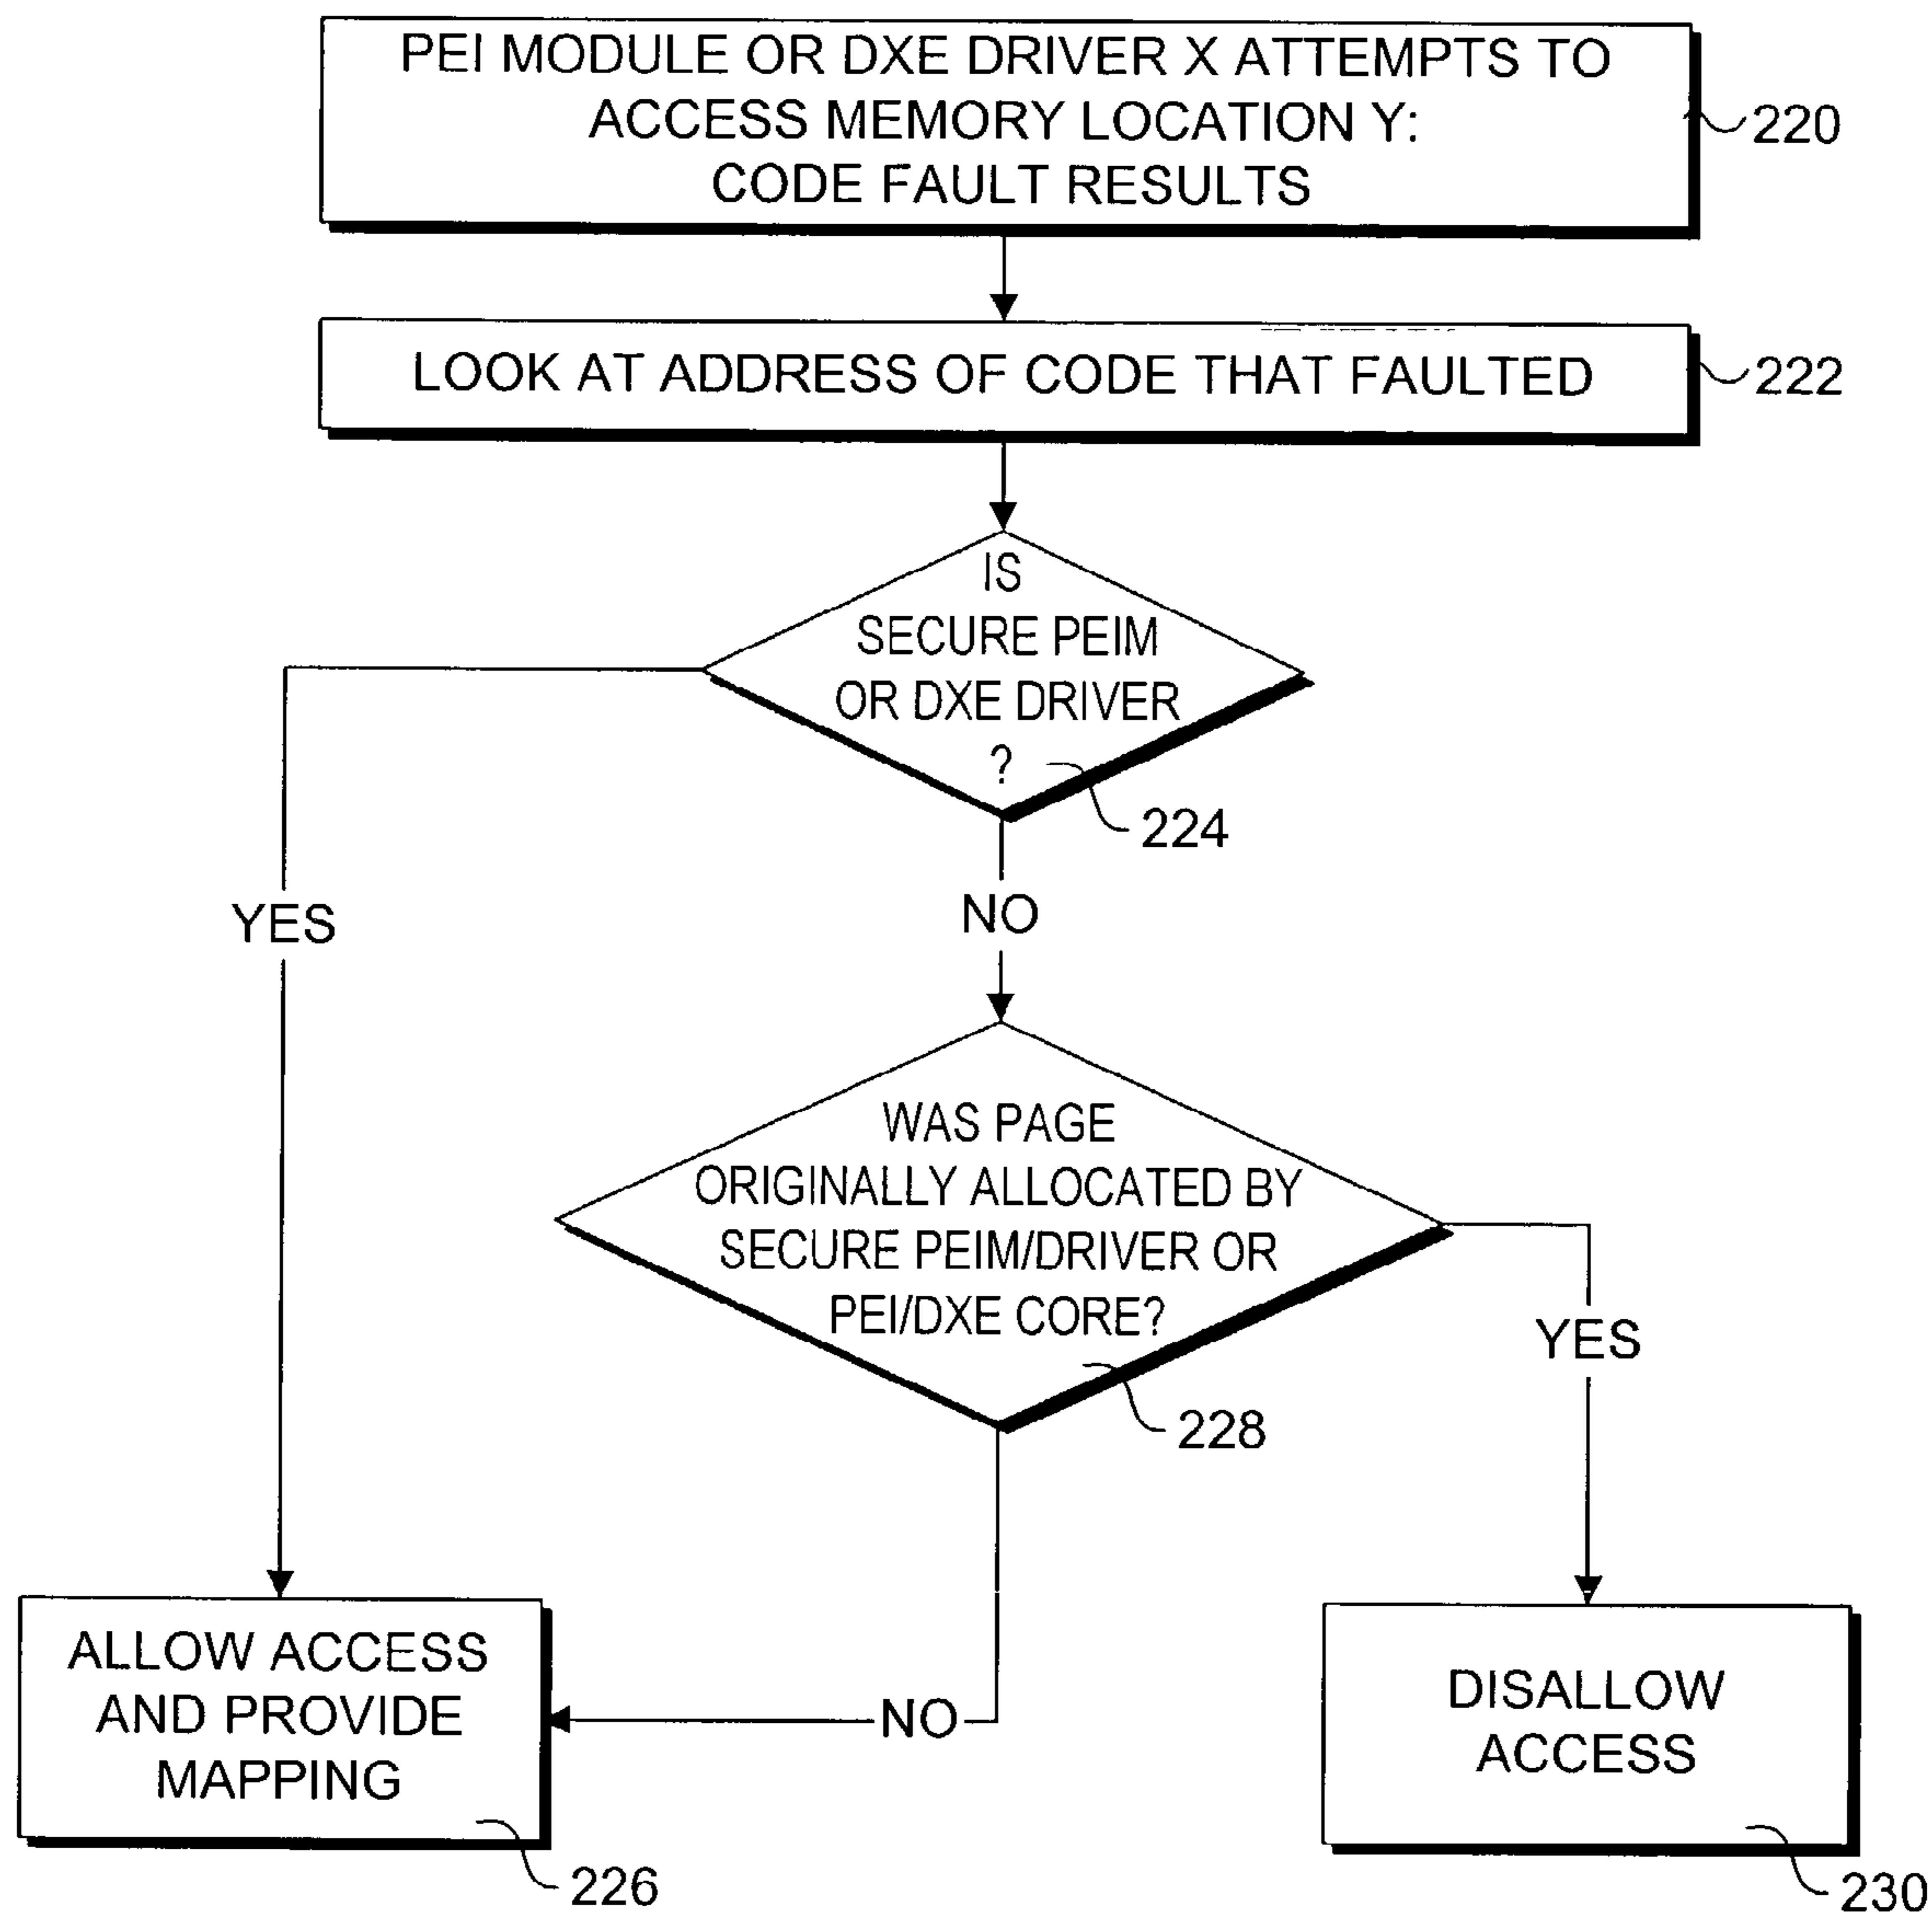 PEI MODULE OR DXE DRIVER X ATTEMPTS TO
ACCESS MEMORY LOCATION Y:
CODE FAULT RESULTS
220
LOOK AT ADDRESS OF CODE THAT FAULTED
222
IS
SECURE PEIM
OR DXE DRIVER
?
224
YES
NO
WAS PAGE
ORIGINALLY ALLOCATED BY
SECURE PEIM/DRIVER OR
PEI/DXE CORE?
228
YES
NO
ALLOW ACCESS
AND PROVIDE
MAPPING
226
DISALLOW
ACCESS
230